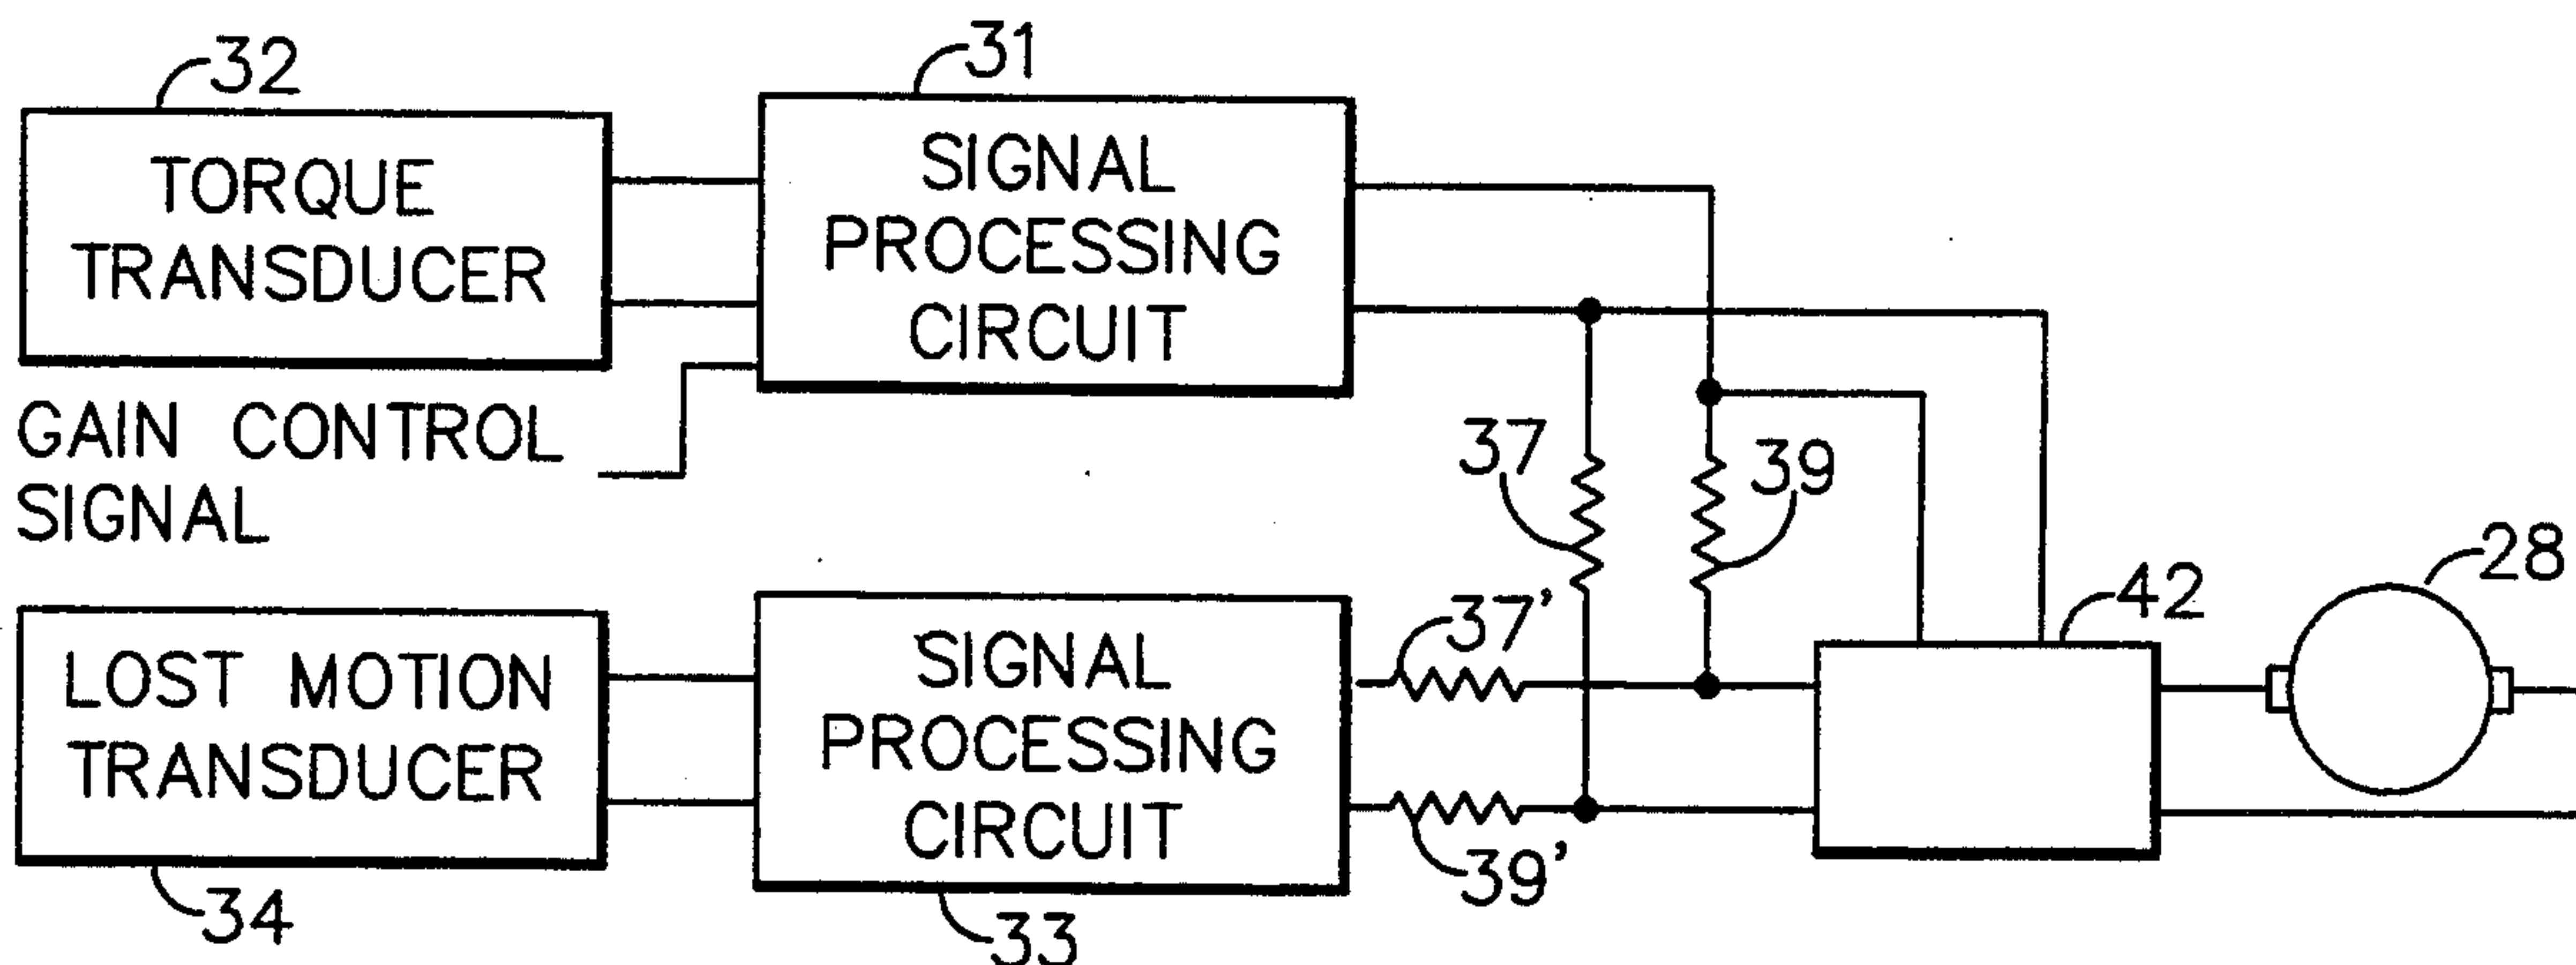 32
31
TORQUE
TRANSDUCER
SIGNAL
PROCESSING
CIRCUIT
GAIN CONTROL
SIGNAL
37
39
28
42
LOST MOTION
TRANSDUCER
SIGNAL
PROCESSING
CIRCUIT
37'
39'
34
33